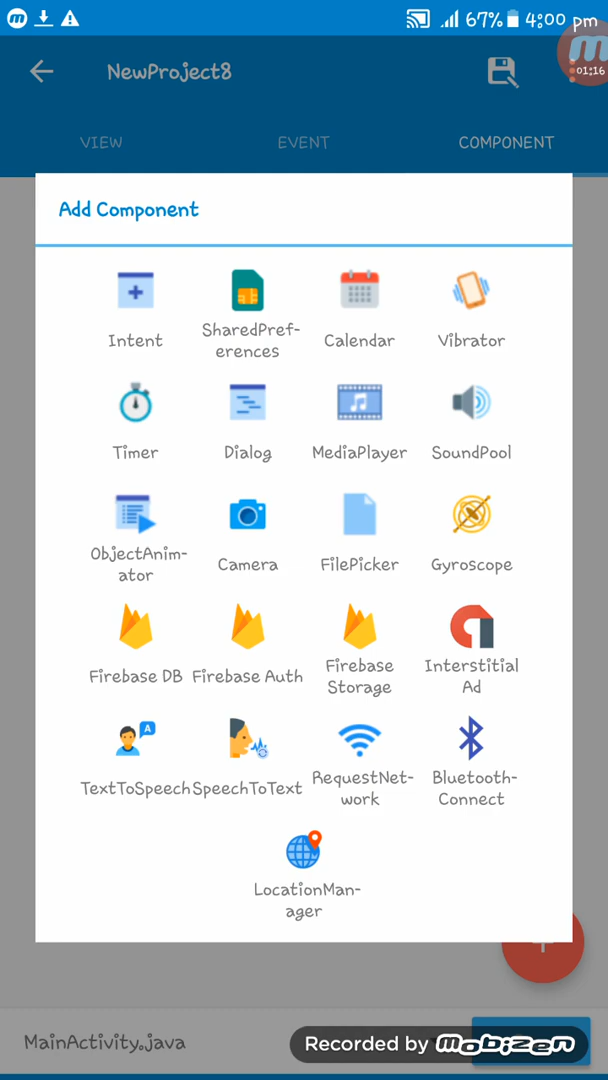 67% 4:00 pm
NewProject8
01:16
VIEW EVENT COMPONENT
Add Component
Intent
SharedPref-
erences
Calendar
Vibrator
Timer
Dialog
MediaPlayer
SoundPool
ObjectAnim-
ator
Camera
FilePicker
Gyroscope
Firebase DB
Firebase Auth
Firebase
Storage
Interstitial
Ad
A
TextToSpeech
SpeechToText
RequestNet-
work
Bluetooth-
Connect
LocationMan-
ager
MainActivity.java
Recorded by mobizen